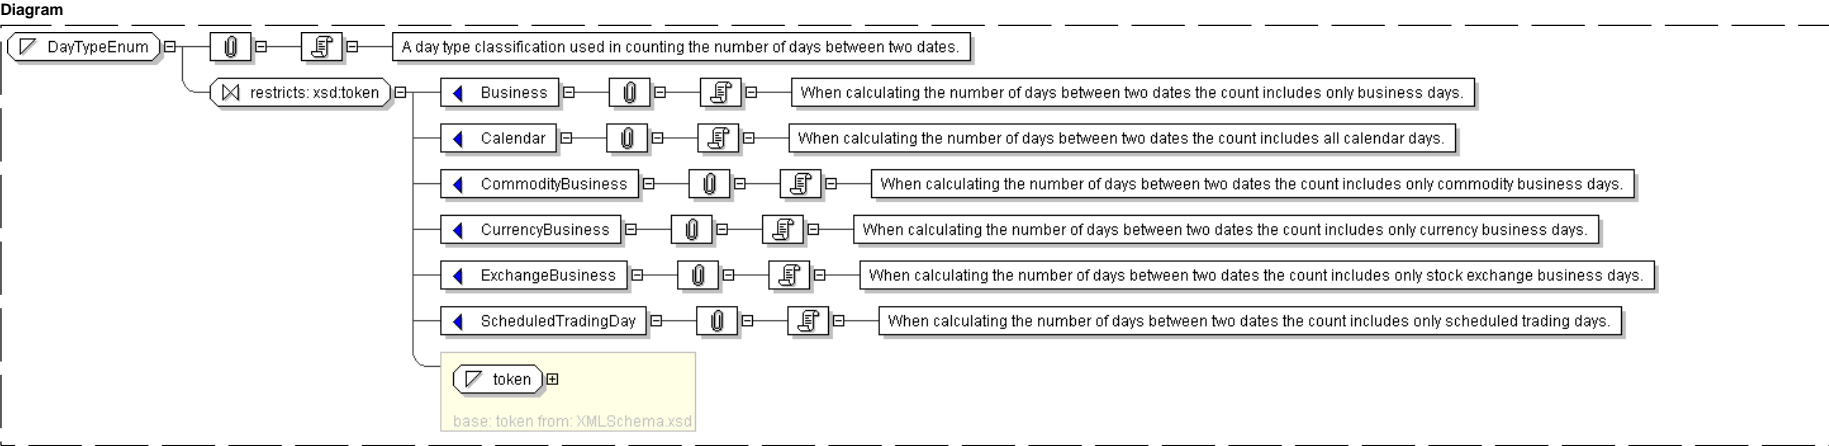 Diagram
DayTypeEnum A day type classification used in counting the number of days between two dates.
restricts: xsd:token Business When calculating the number of days between two dates the count includes only business days.
Calendar When calculating the number of days between two dates the count includes all calendar days.
CommodityBusiness When calculating the number of days between two dates the count includes only commodity business days.
CurrencyBusiness When calculating the number of days between two dates the count includes only currency business days.
ExchangeBusiness When calculating the number of days between two dates the count includes only stock exchange business days.
ScheduledTradingDay When calculating the number of days between two dates the count includes only scheduled trading days.
token
base: token from: XMLSchema.xsd